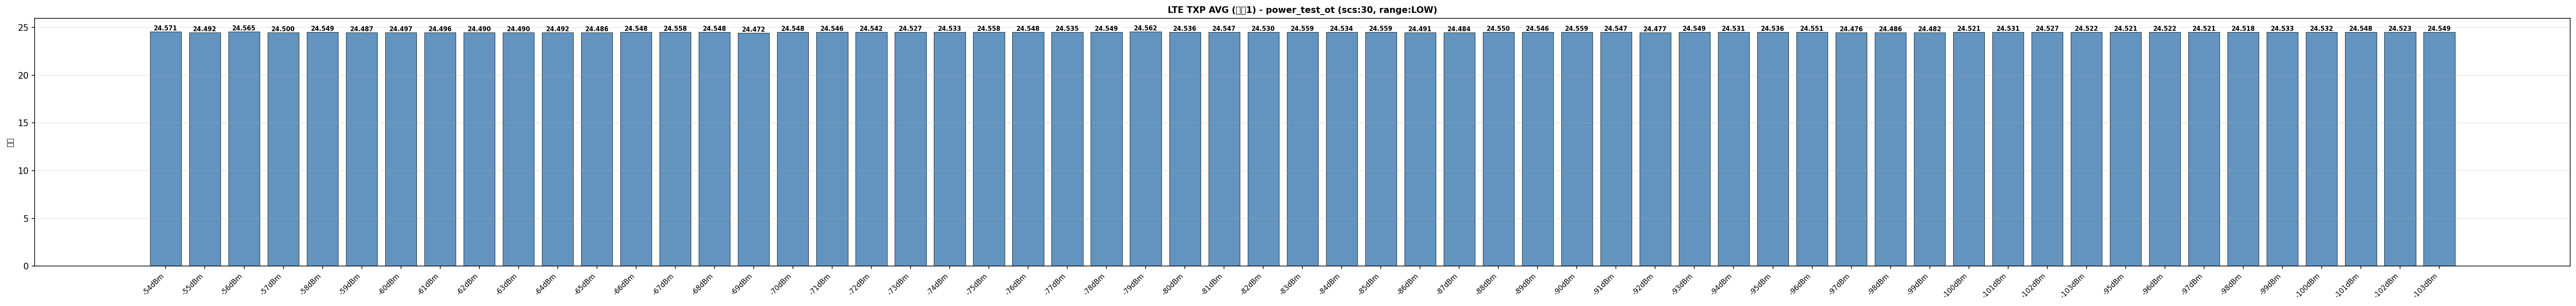 LTE TXP AVG (1) - power_test_ot (scs:30, range:LOW)
25
20
15
10
5
0
24.571 24.492 24.565 24.500 24.549 24.487 24.497 24.496 24.490 24.490 24.492 24.486 24.548 24.558 24.548 24.472 24.548 24.546 24.542 24.527 24.533 24.558 24.548 24.535 24.549 24.562 24.536 24.547 24.530 24.559 24.534 24.559 24.491 24.484 24.550 24.546 24.559 24.547 24.477 24.549 24.531 24.536 24.551 24.476 24.486 24.482 24.521 24.531 24.527 24.522 24.521 24.522 24.521 24.518 24.533 24.532 24.548 24.523 24.549
-54dBm -55dBm -56dBm -57dBm -58dBm -59dBm -60dBm -61dBm -62dBm -63dBm -64dBm -65dBm -66dBm -67dBm -68dBm -69dBm -70dBm -71dBm -72dBm -73dBm -74dBm -75dBm -76dBm -77dBm -78dBm -79dBm -80dBm -81dBm -82dBm -83dBm -84dBm -85dBm -86dBm -87dBm -88dBm -89dBm -90dBm -91dBm -92dBm -93dBm -94dBm -95dBm -96dBm -97dBm -98dBm -99dBm -100dBm -101dBm -102dBm -103dBm -95dBm -96dBm -97dBm -98dBm -99dBm -100dBm -101dBm -102dBm -103dBm